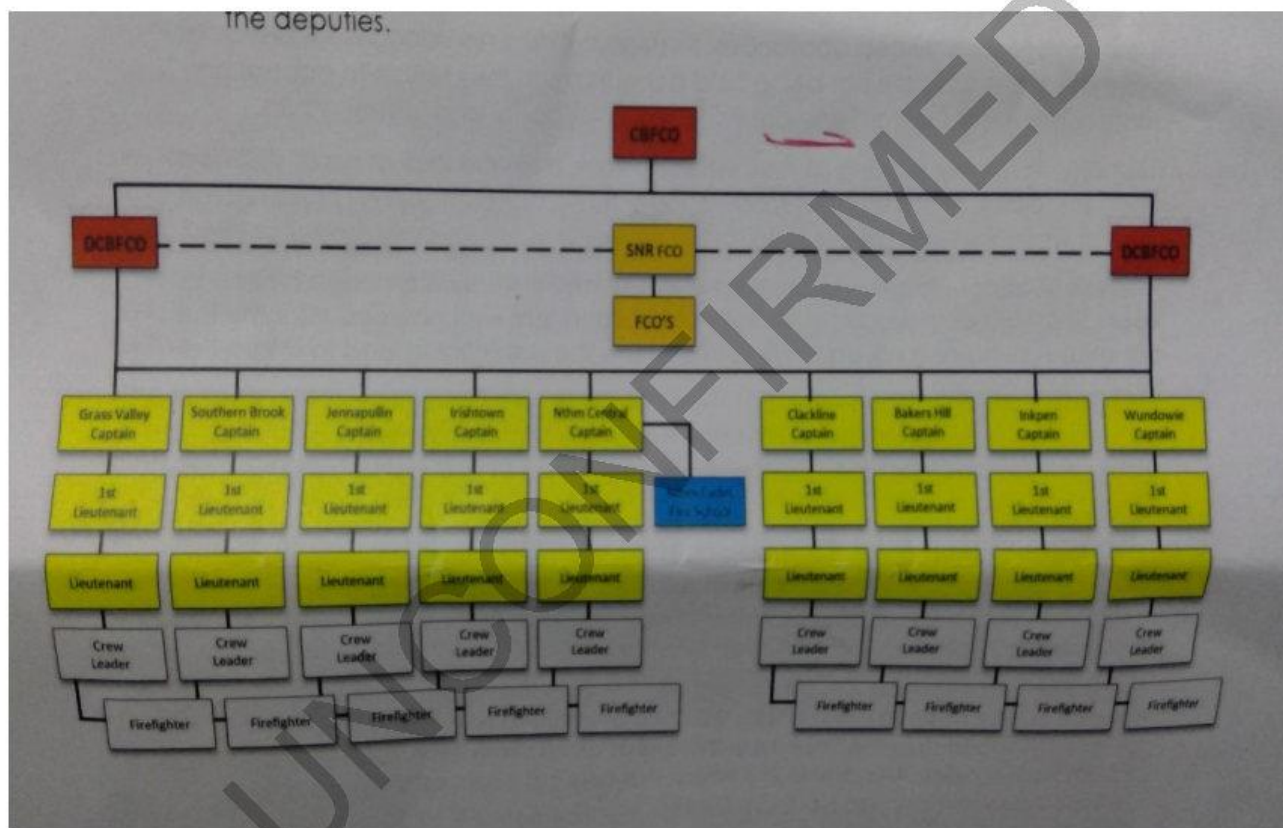 the deputies.
CBFCO
DCBFCO
SNR FCO
DCBFCO
FCO'S
Grass Valley
Captain
Southern Brook
Captain
Jennapullin
Captain
Irishtown
Captain
Nthm Central
Captain
Clackline
Captain
Bakers Hill
Captain
Inkpen
Captain
Wundowie
Captain
1st
Lieutenant
1st
Lieutenant
1st
Lieutenant
1st
Lieutenant
1st
Lieutenant
Nthm Cadet
Fire School
1st
Lieutenant
1st
Lieutenant
1st
Lieutenant
1st
Lieutenant
Lieutenant
Lieutenant
Lieutenant
Lieutenant
Lieutenant
Lieutenant
Lieutenant
Lieutenant
Lieutenant
Crew
Leader
Crew
Leader
Crew
Leader
Crew
Leader
Crew
Leader
Crew
Leader
Crew
Leader
Crew
Leader
Crew
Leader
Firefighter
Firefighter
Firefighter
Firefighter
Firefighter
Firefighter
Firefighter
Firefighter
Firefighter
UNCONFIRMED